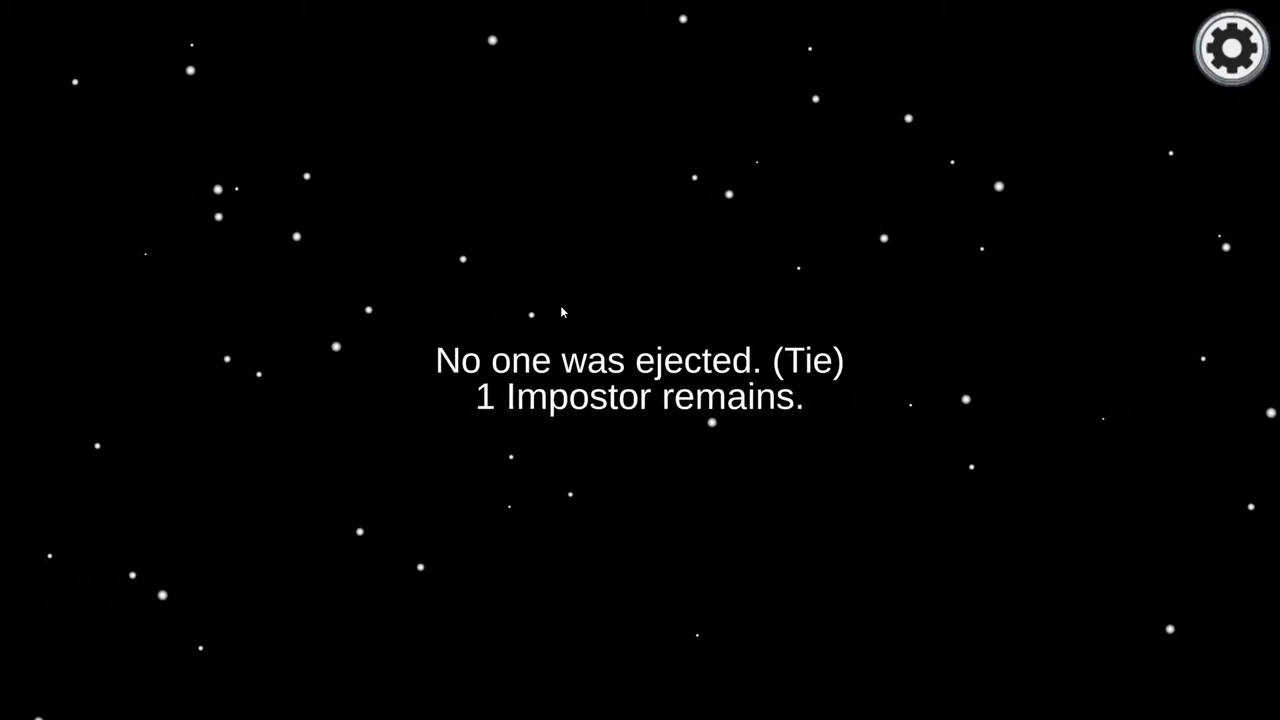 No one was ejected. (Tie)
1 Impostor remains.